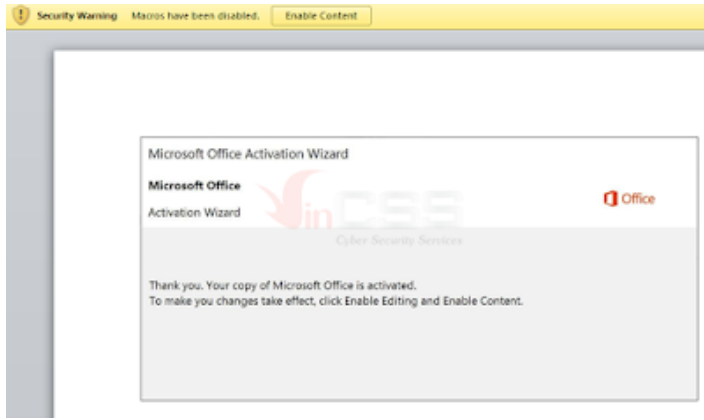 Security Warning Macros have been disabled. Enable Content
Microsoft Office Activation Wizard
Microsoft Office
Activation Wizard
Office
VinCSS
Cyber Security Services
Thank you. Your copy of Microsoft Office is activated.
To make you changes take effect, click Enable Editing and Enable Content.